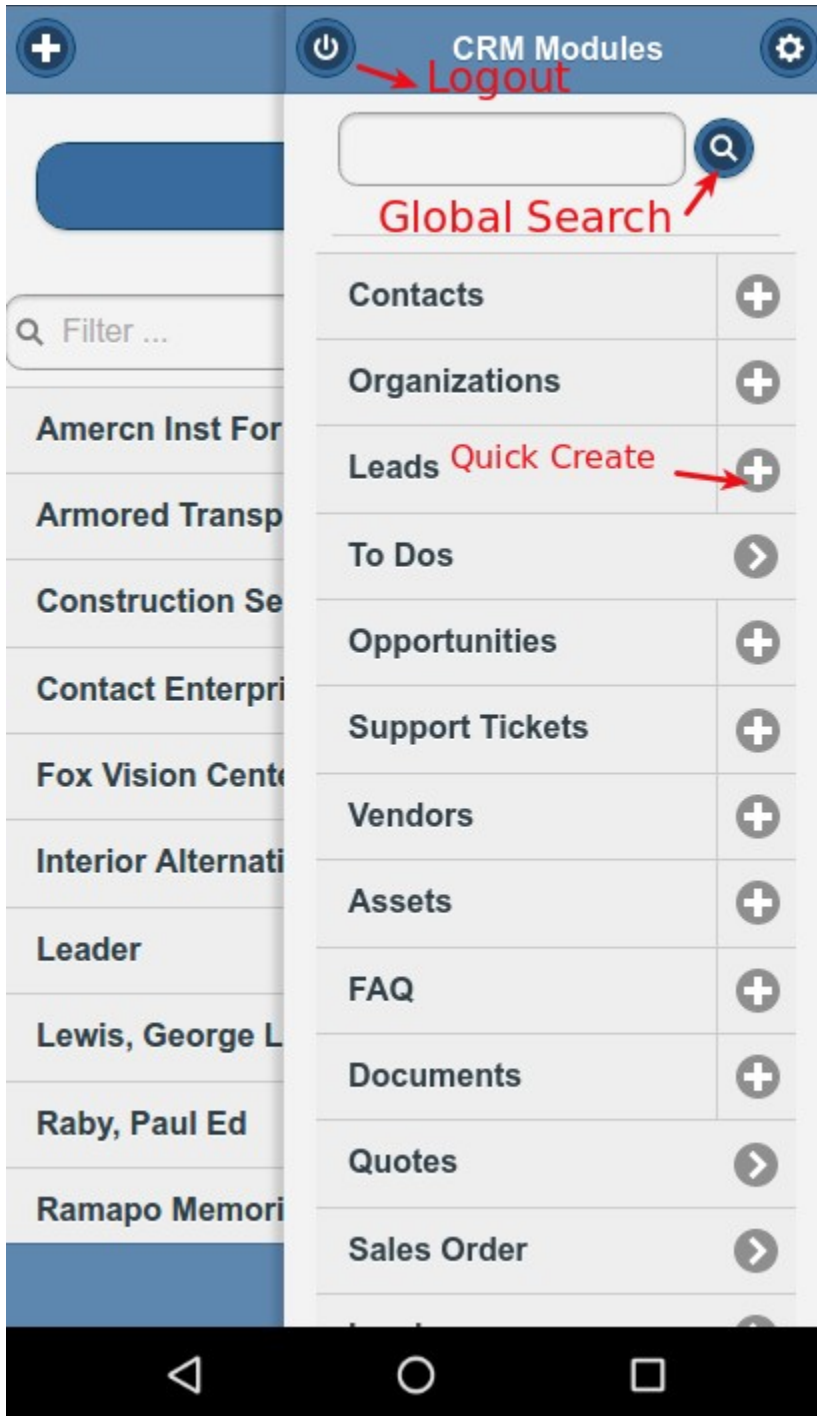 CRM Modules
Logout
Global Search
Filter ...
Amercn Inst For
Armored Transp
Construction Se
Contact Enterpri
Fox Vision Cente
Interior Alternati
Leader
Lewis, George L
Raby, Paul Ed
Ramapo Memori
Contacts
Organizations
Leads Quick Create
To Dos
Opportunities
Support Tickets
Vendors
Assets
FAQ
Documents
Quotes
Sales Order